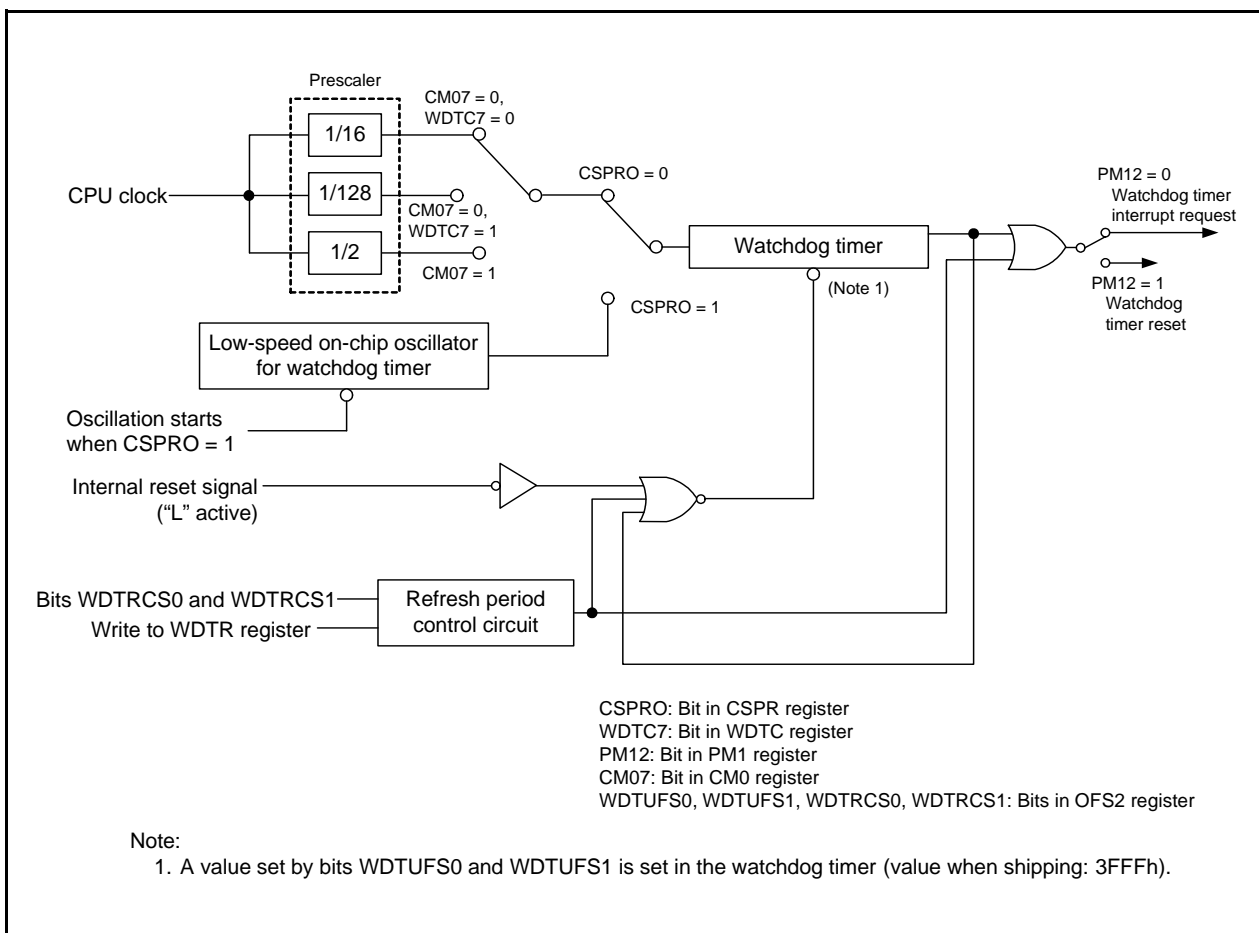 Prescaler
CM07 = 0,
WDTC7 = 0
1/16
CPU clock
1/128
CM07 = 0,
WDTC7 = 1
1/2
CM07 = 1
CSPRO = 0
CSPRO = 1
Watchdog timer
(Note 1)
PM12 = 0
Watchdog timer
interrupt request
PM12 = 1
Watchdog
timer reset
Low-speed on-chip oscillator
for watchdog timer
Oscillation starts
when CSPRO = 1
Internal reset signal
(“L” active)
Bits WDTRCS0 and WDTRCS1
Write to WDTR register
Refresh period
control circuit
CSPRO: Bit in CSPR register
WDTC7: Bit in WDTC register
PM12: Bit in PM1 register
CM07: Bit in CM0 register
WDTUFS0, WDTUFS1, WDTRCS0, WDTRCS1: Bits in OFS2 register
Note:
1. A value set by bits WDTUFS0 and WDTUFS1 is set in the watchdog timer (value when shipping: 3FFFh).